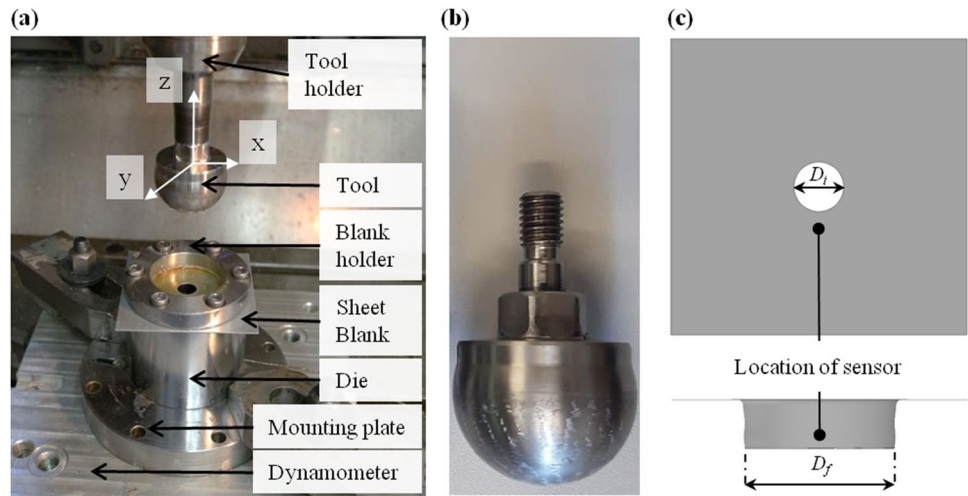 (a)
(b)
(c)
Tool
holder
z
x
y
Tool
Blank
holder
Sheet
Blank
Die
Mounting plate
Dynamometer
Di
Location of sensor
Df